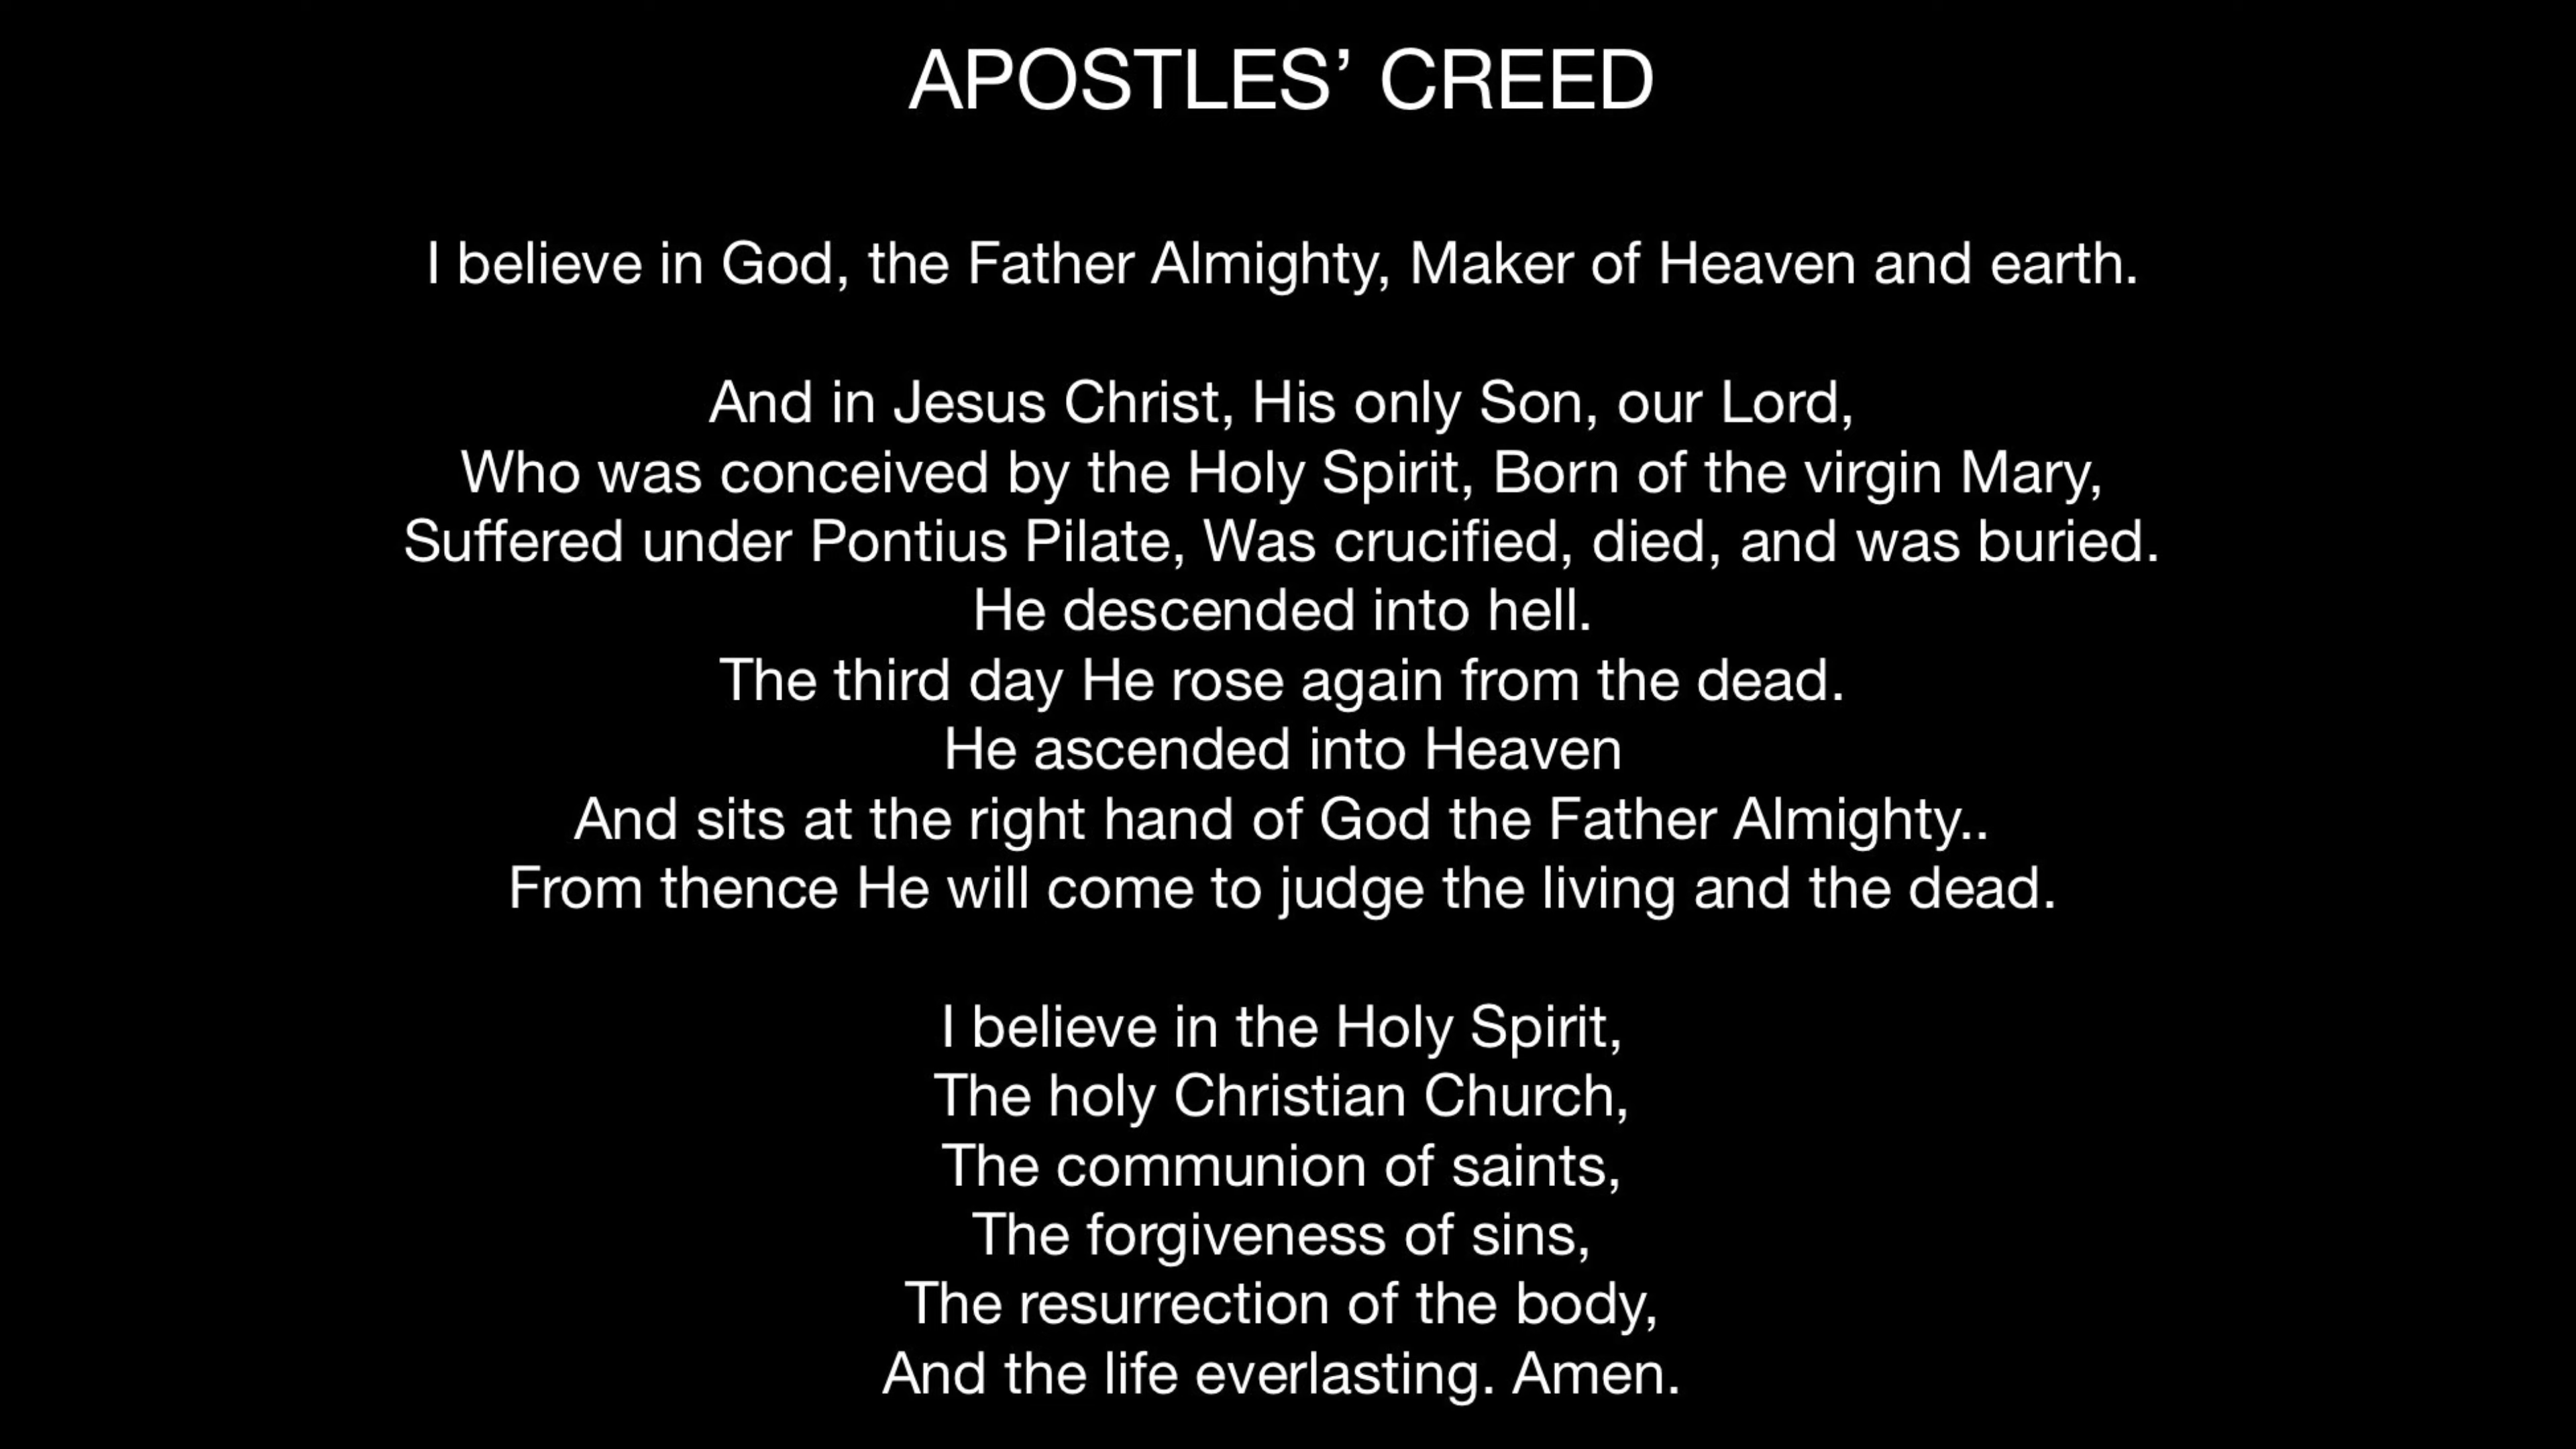 APOSTLES’ CREED
I believe in God, the Father Almighty, Maker of Heaven and earth.
And in Jesus Christ, His only Son, our Lord,
Who was conceived by the Holy Spirit, Born of the virgin Mary,
Suffered under Pontius Pilate, Was crucified, died, and was buried.
He descended into hell.
The third day He rose again from the dead.
He ascended into Heaven
And sits at the right hand of God the Father Almighty..
From thence He will come to judge the living and the dead.
I believe in the Holy Spirit,
The holy Christian Church,
The communion of saints,
The forgiveness of sins,
The resurrection of the body,
And the life everlasting. Amen.